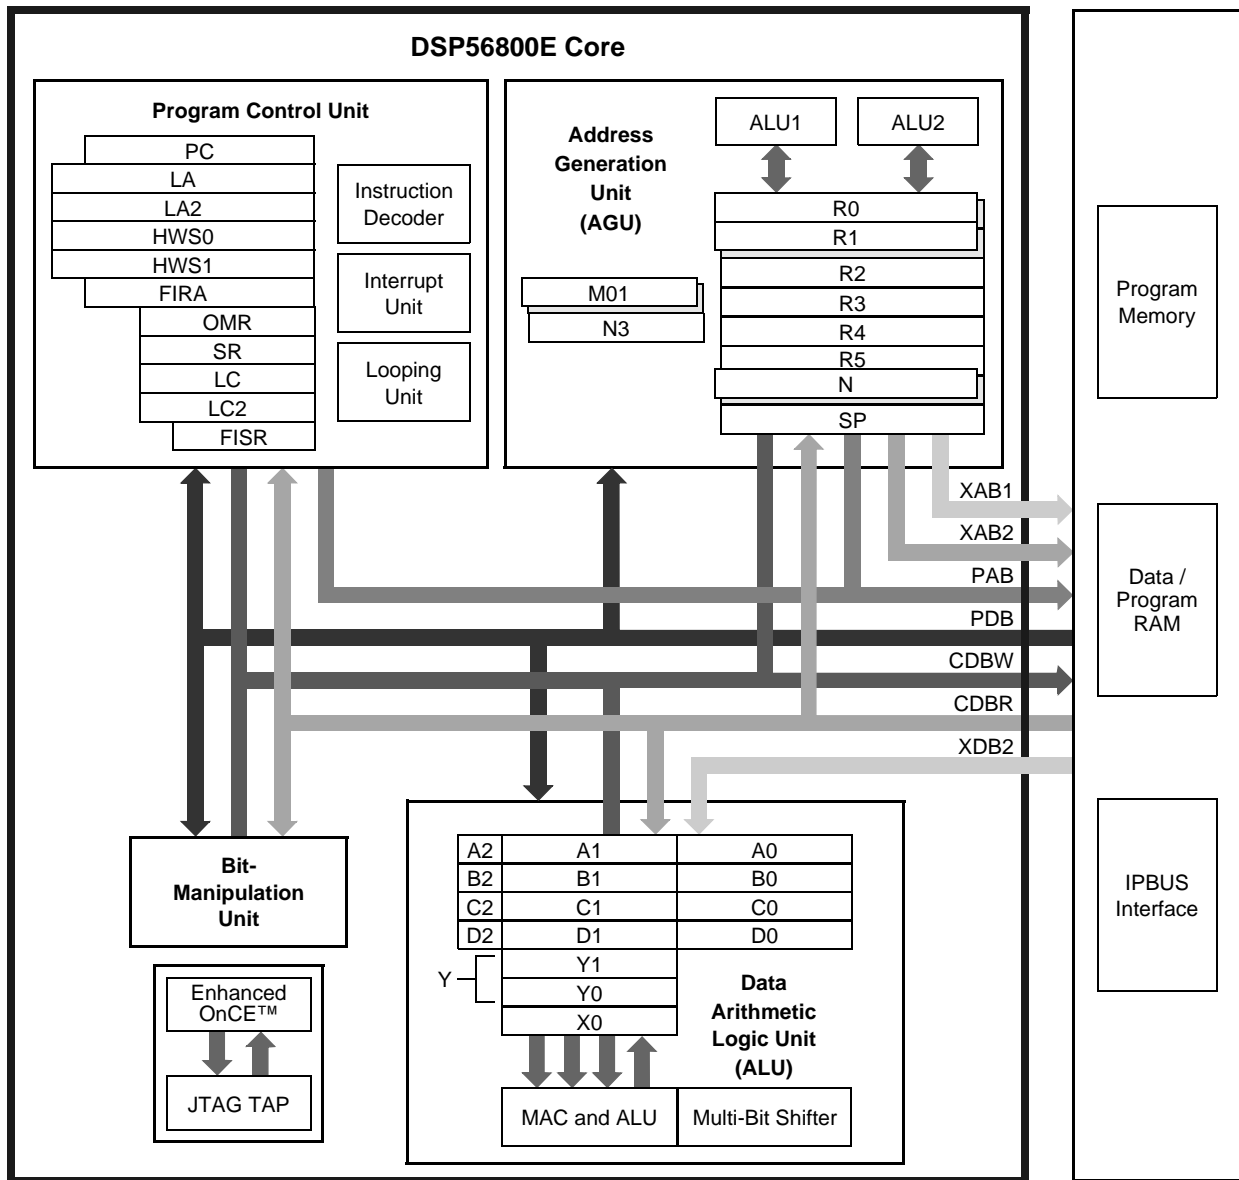 DSP56800E Core
Program Control Unit
PC
LA
LA2
HWS0
HWS1
FIRA
OMR
SR
LC
LC2
FISR
Instruction
Decoder
Interrupt
Unit
Looping
Unit
Address
Generation
Unit
(AGU)
ALU1
ALU2
R0
R1
R2
R3
R4
R5
N
SP
M01
N3
XAB1
XAB2
PAB
PDB
CDBW
CDBR
XDB2
Program
Memory
Data /
Program
RAM
IPBUS
Interface
Bit-
Manipulation
Unit
Enhanced
OnCE™
JTAG TAP
A2
A1
A0
B2
B1
B0
C2
C1
C0
D2
D1
D0
Y
Y1
Y0
X0
Data
Arithmetic
Logic Unit
(ALU)
MAC and ALU
Multi-Bit Shifter